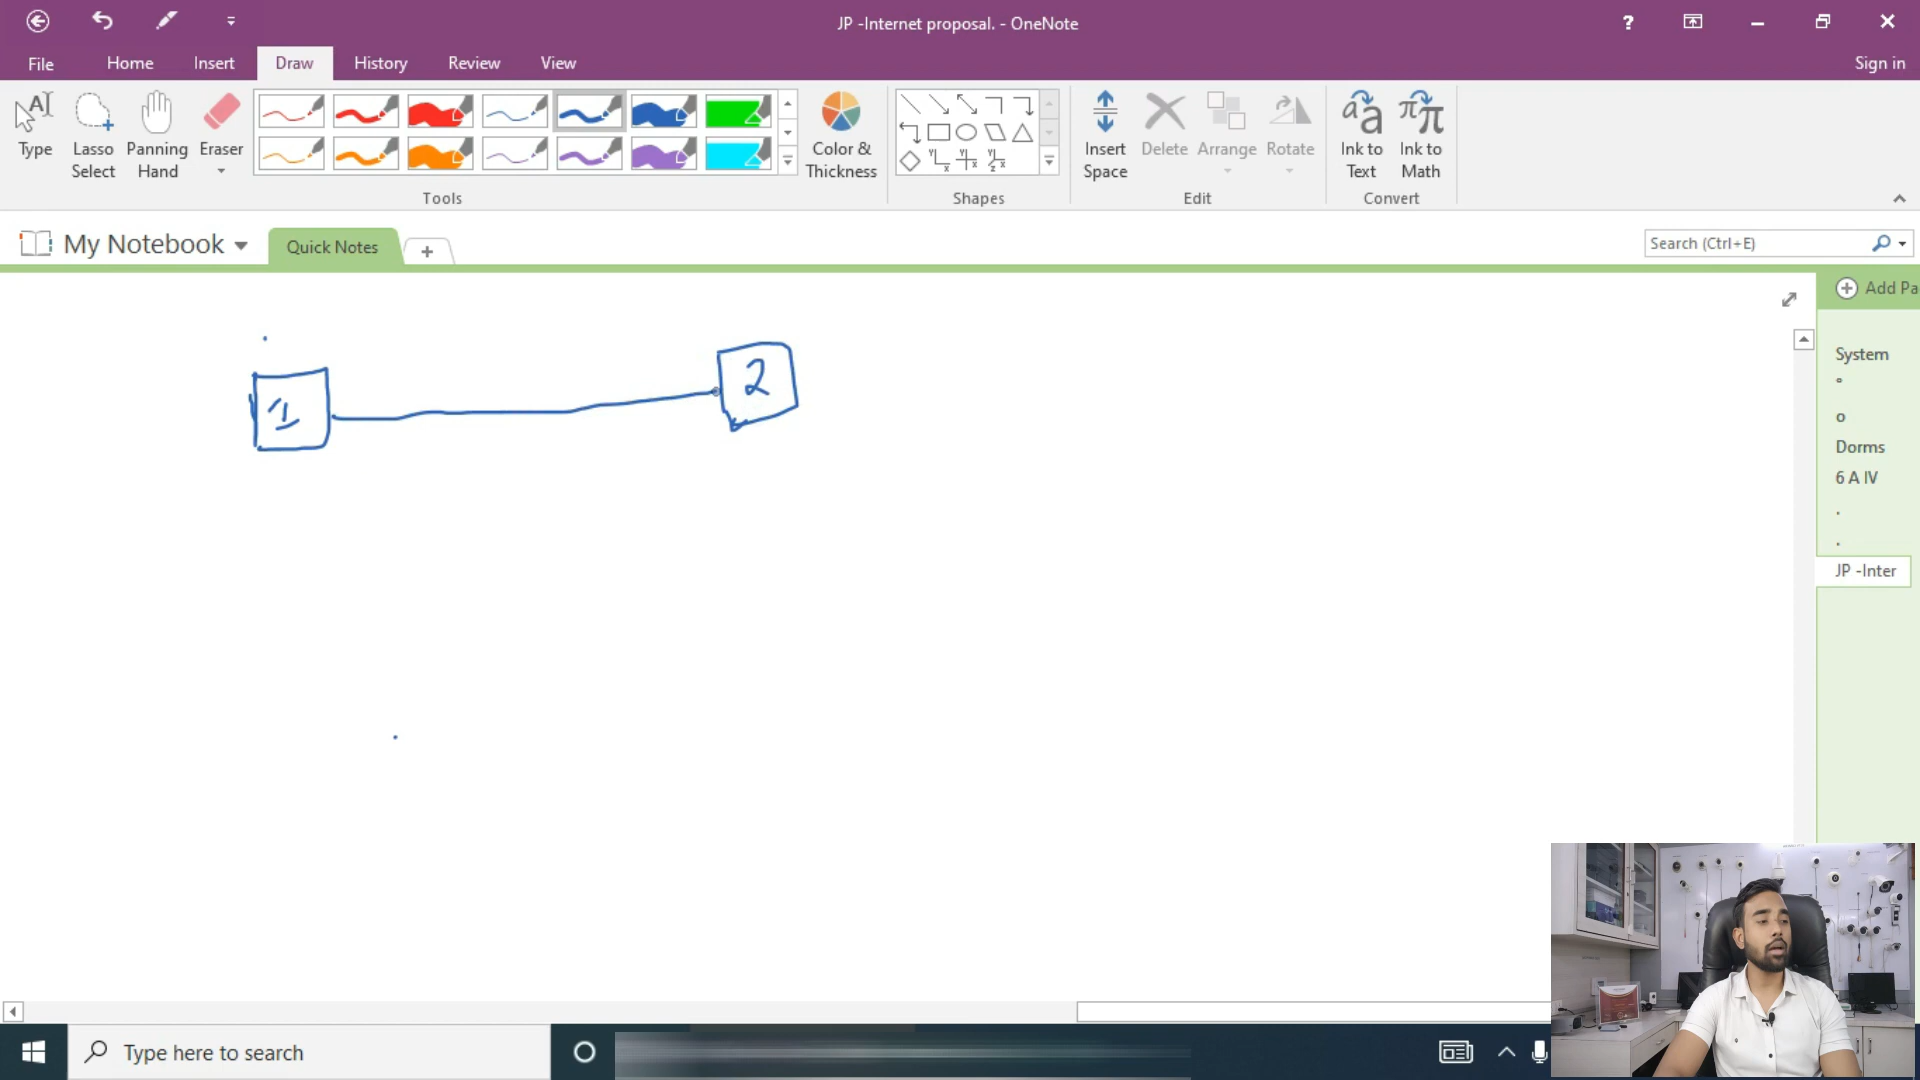 JP -Internet proposal. - OneNote
?
File
Home
Insert
Draw
History
Review
View
Sign in
Type
Lasso
Select
Panning
Hand
Eraser
Color &
Thickness
Insert
Space
Delete
Arrange
Rotate
Ink to
Text
Ink to
Math
Tools
Shapes
Edit
Convert
My Notebook
Quick Notes
+
Search (Ctrl+E)
Add Pa
System
°
o
Dorms
6 A IV
.
.
JP -Inter
1
2
Type here to search